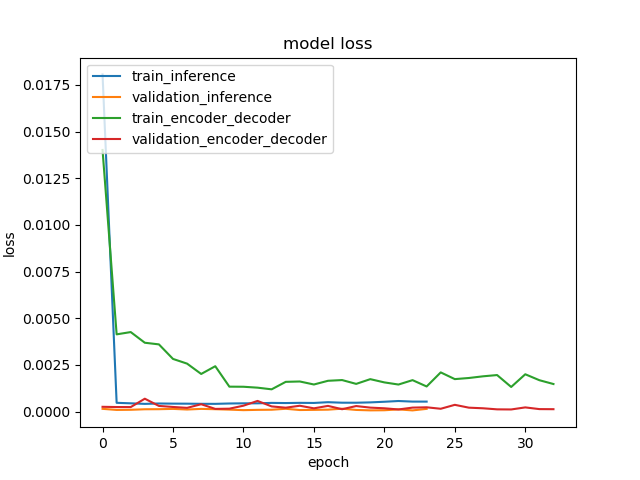 model loss
train_inference
validation_inference
train_encoder_decoder
validation_encoder_decoder
0.0175
0.0150
0.0125
0.0100
0.0075
0.0050
0.0025
0.0000
loss
0 5 10 15 20 25 30
epoch